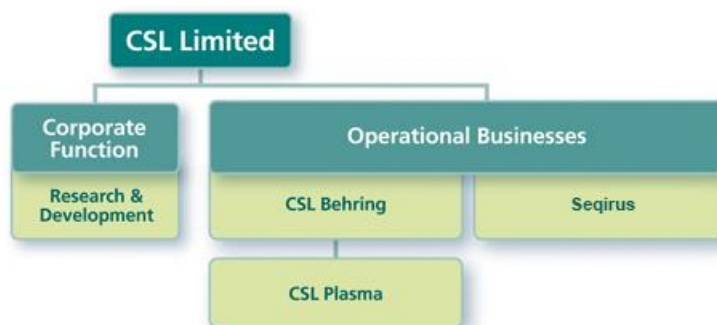 CSL Limited
Corporate
Function
Operational Businesses
Research &
Development
CSL Behring
Seqirus
CSL Plasma